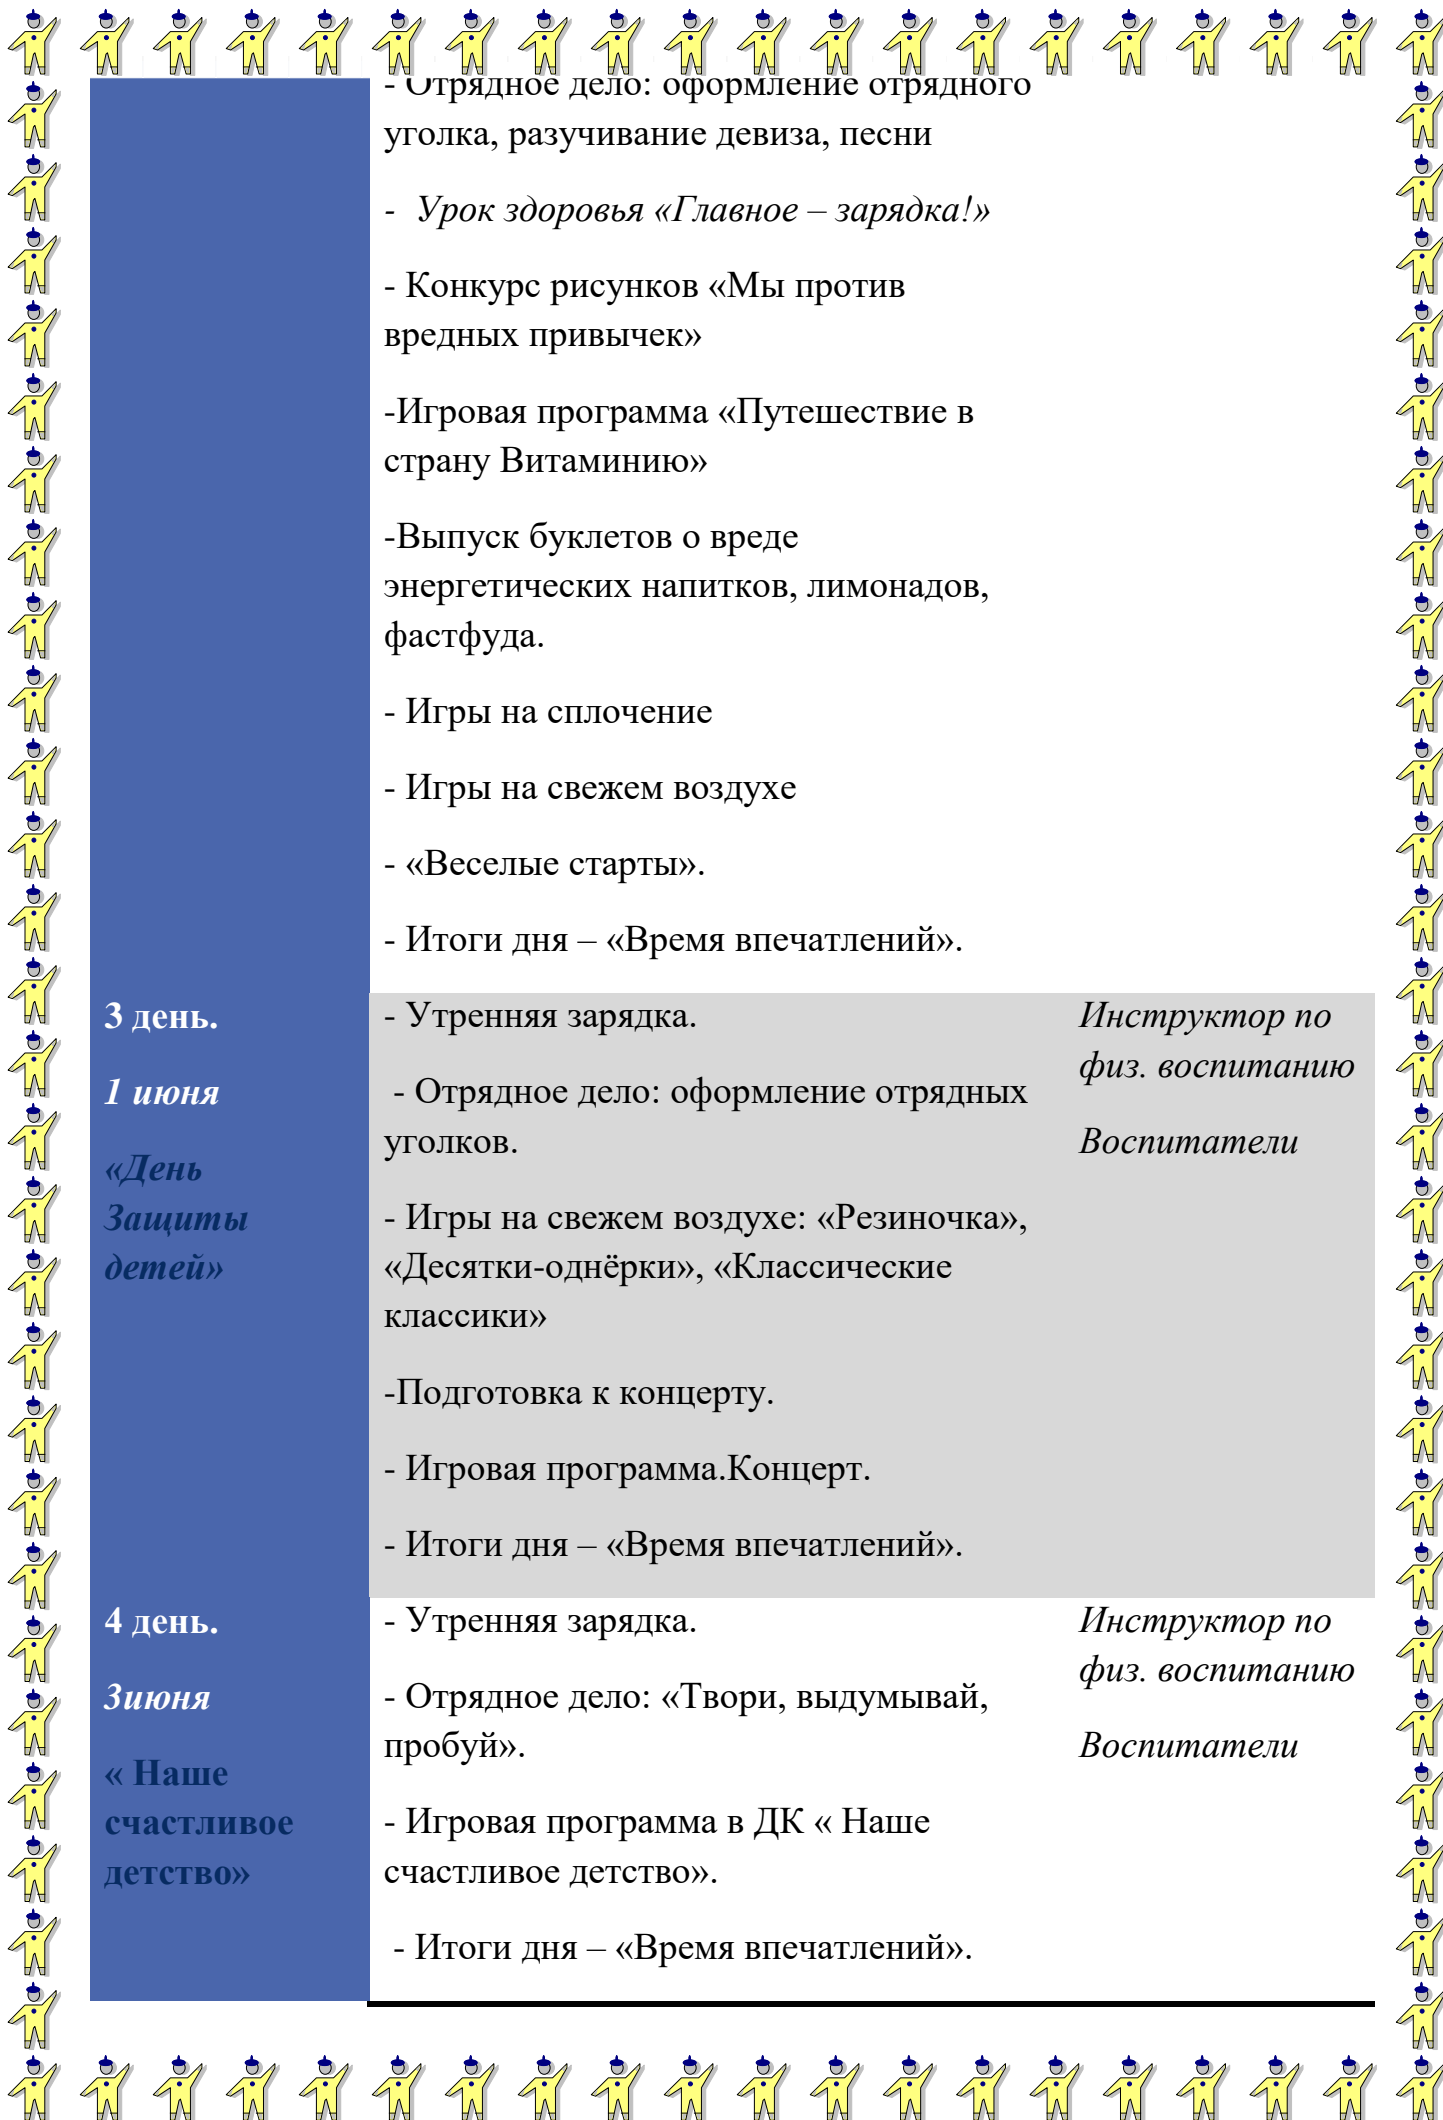 - Отрядное дело: оформление отрядного
уголка, разучивание девиза, песни
- Урок здоровья «Главное – зарядка!»
- Конкурс рисунков «Мы против
вредных привычек»
-Игровая программа «Путешествие в
страну Витаминию»
-Выпуск буклетов о вреде
энергетических напитков, лимонадов,
фастфуда.
- Игры на сплочение
- Игры на свежем воздухе
- «Веселые старты».
- Итоги дня – «Время впечатлений».
3 день.
1 июня
«День
Защиты
детей»
- Утренняя зарядка.
- Отрядное дело: оформление отрядных
уголков.
- Игры на свежем воздухе: «Резиночка»,
«Десятки-однёрки», «Классические
классики»
-Подготовка к концерту.
- Игровая программа.Концерт.
- Итоги дня – «Время впечатлений».
Инструктор по
физ. воспитанию
Воспитатели
4 день.
3июня
« Наше
счастливое
детство»
- Утренняя зарядка.
- Отрядное дело: «Твори, выдумывай,
пробуй».
- Игровая программа в ДК « Наше
счастливое детство».
- Итоги дня – «Время впечатлений».
Инструктор по
физ. воспитанию
Воспитатели